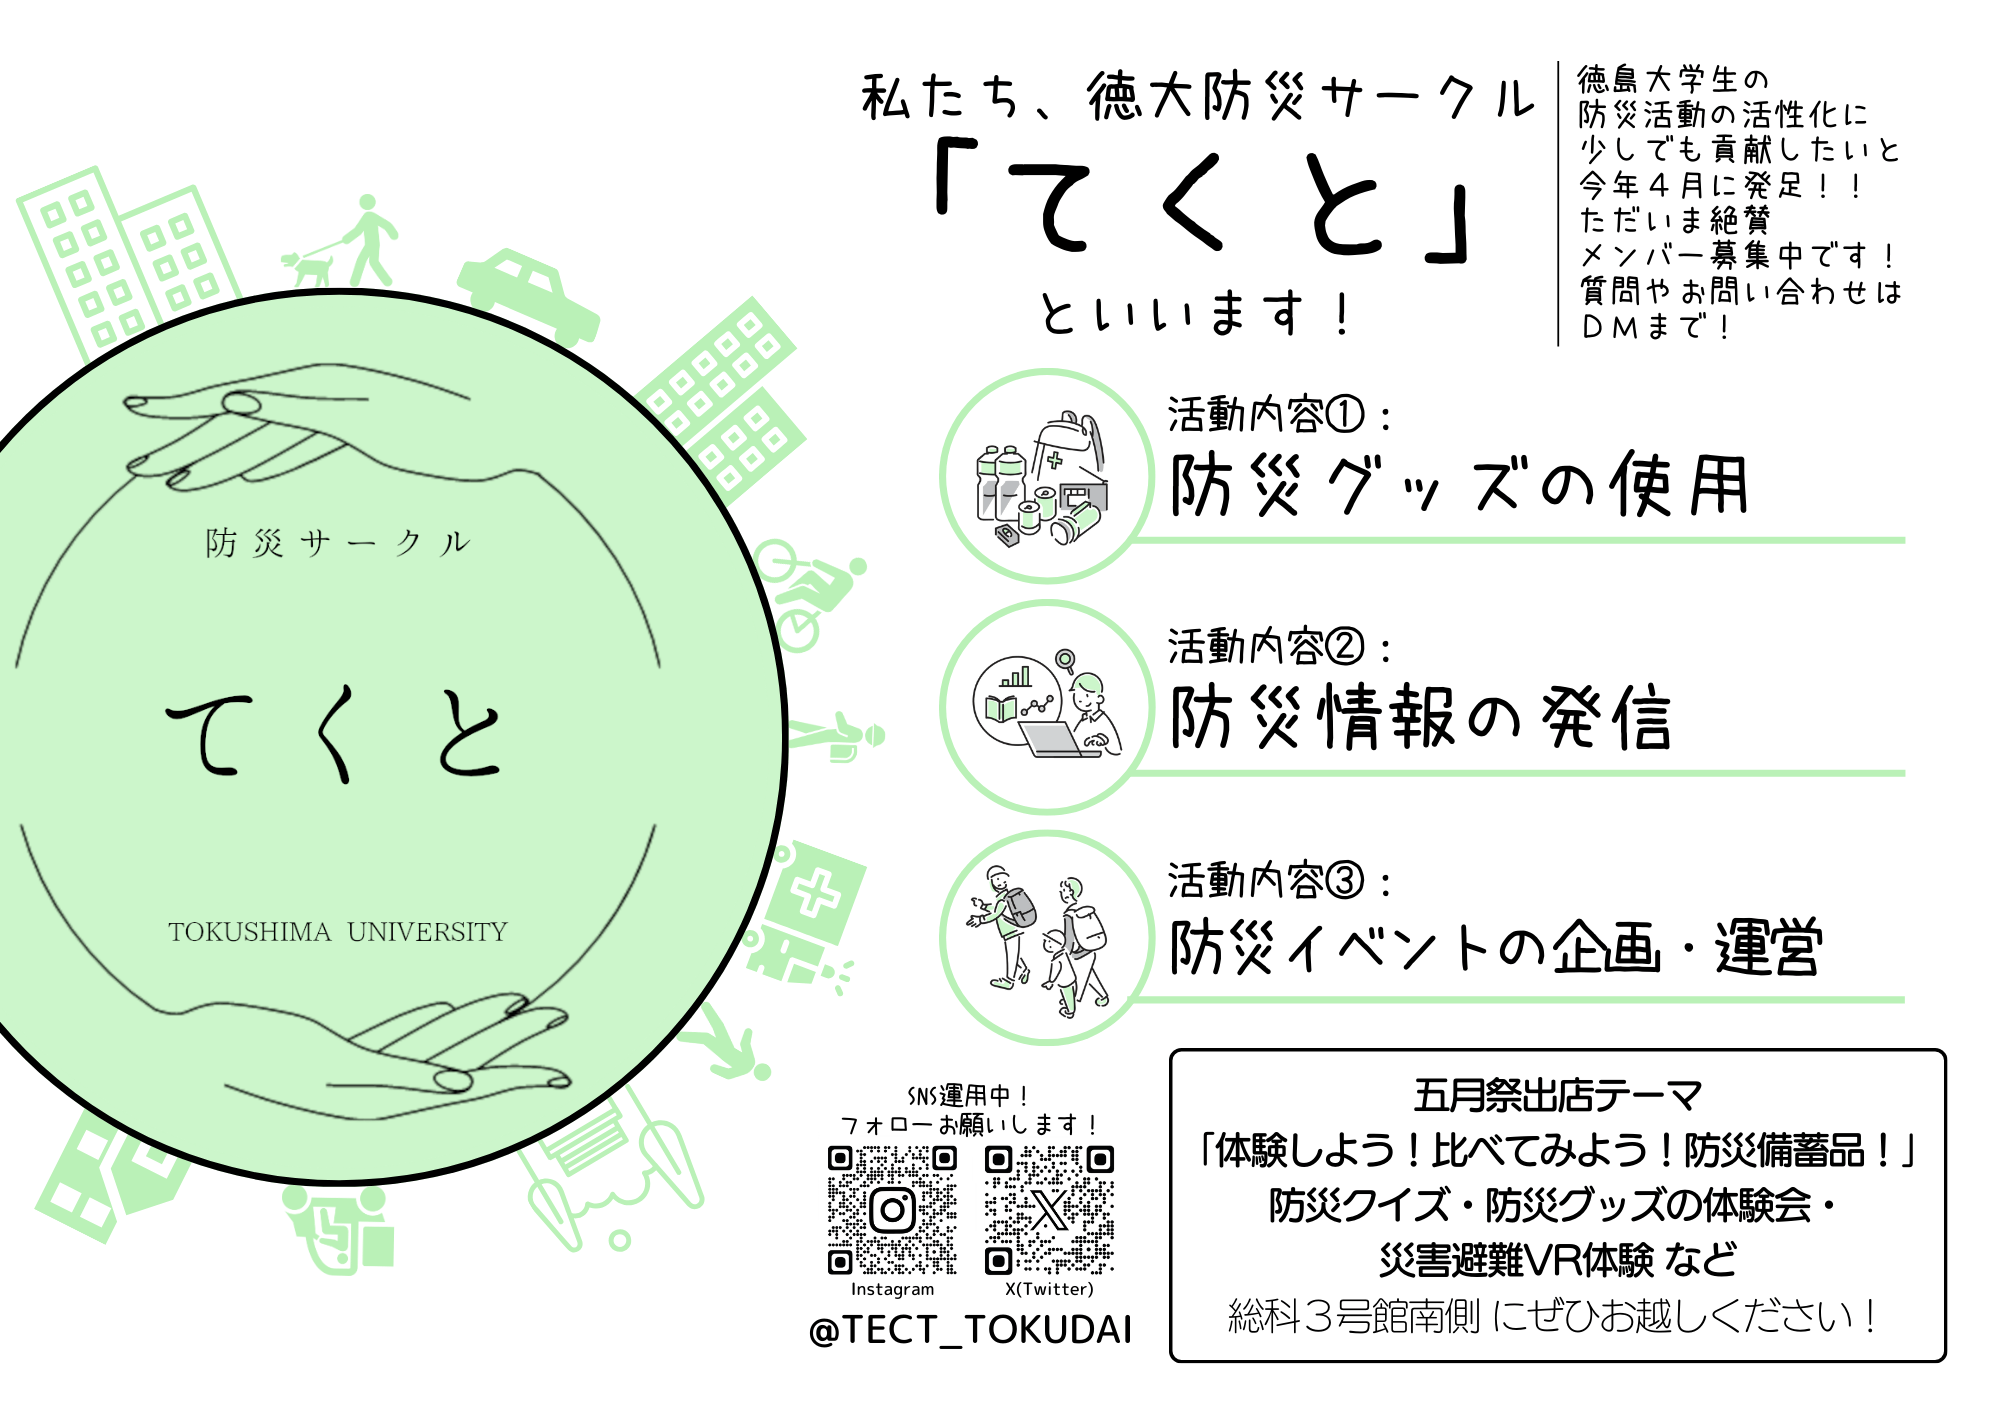 私たち、徳大防災サークル
「てくと」
といいます！
徳島大学生の
防災活動の活性化に
少しでも貢献したいと
今年４月に発足！！
ただいま絶賛
メンバー募集中です！
質問やお問い合わせは
ＤＭまで！
防災サークル
てくと
TOKUSHIMA UNIVERSITY
活動内容①：
防災グッズの使用
活動内容②：
防災情報の発信
活動内容③：
防災イベントの企画・運営
SNS運用中！
フォローお願いします！
Instagram
X(Twitter)
@TECT_TOKUDAI
五月祭出店テーマ
「体験しよう！比べてみよう！防災備蓄品！」
防災クイズ・防災グッズの体験会・
災害避難VR体験 など
総科３号館南側 にぜひお越しください！